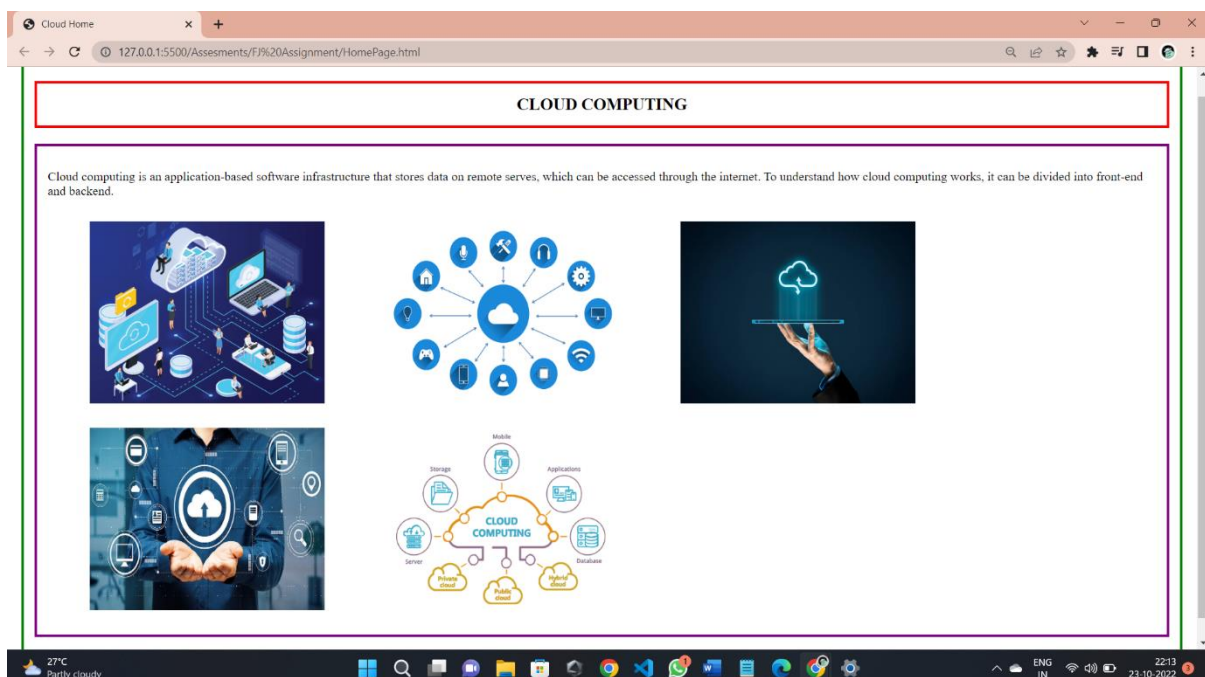 Cloud Home
127.0.0.1:5500/Assesments/FJ%20Assignment/HomePage.html
CLOUD COMPUTING
Cloud computing is an application-based software infrastructure that stores data on remote serves, which can be accessed through the internet. To understand how cloud computing works, it can be divided into front-end
and backend.
Mobile
Storage
Applications
CLOUD
COMPUTING
Server
Database
Private
cloud
Public
cloud
Hybrid
cloud
27°C
Partly cloudy
ENG
IN
22:13
23-10-2022
3